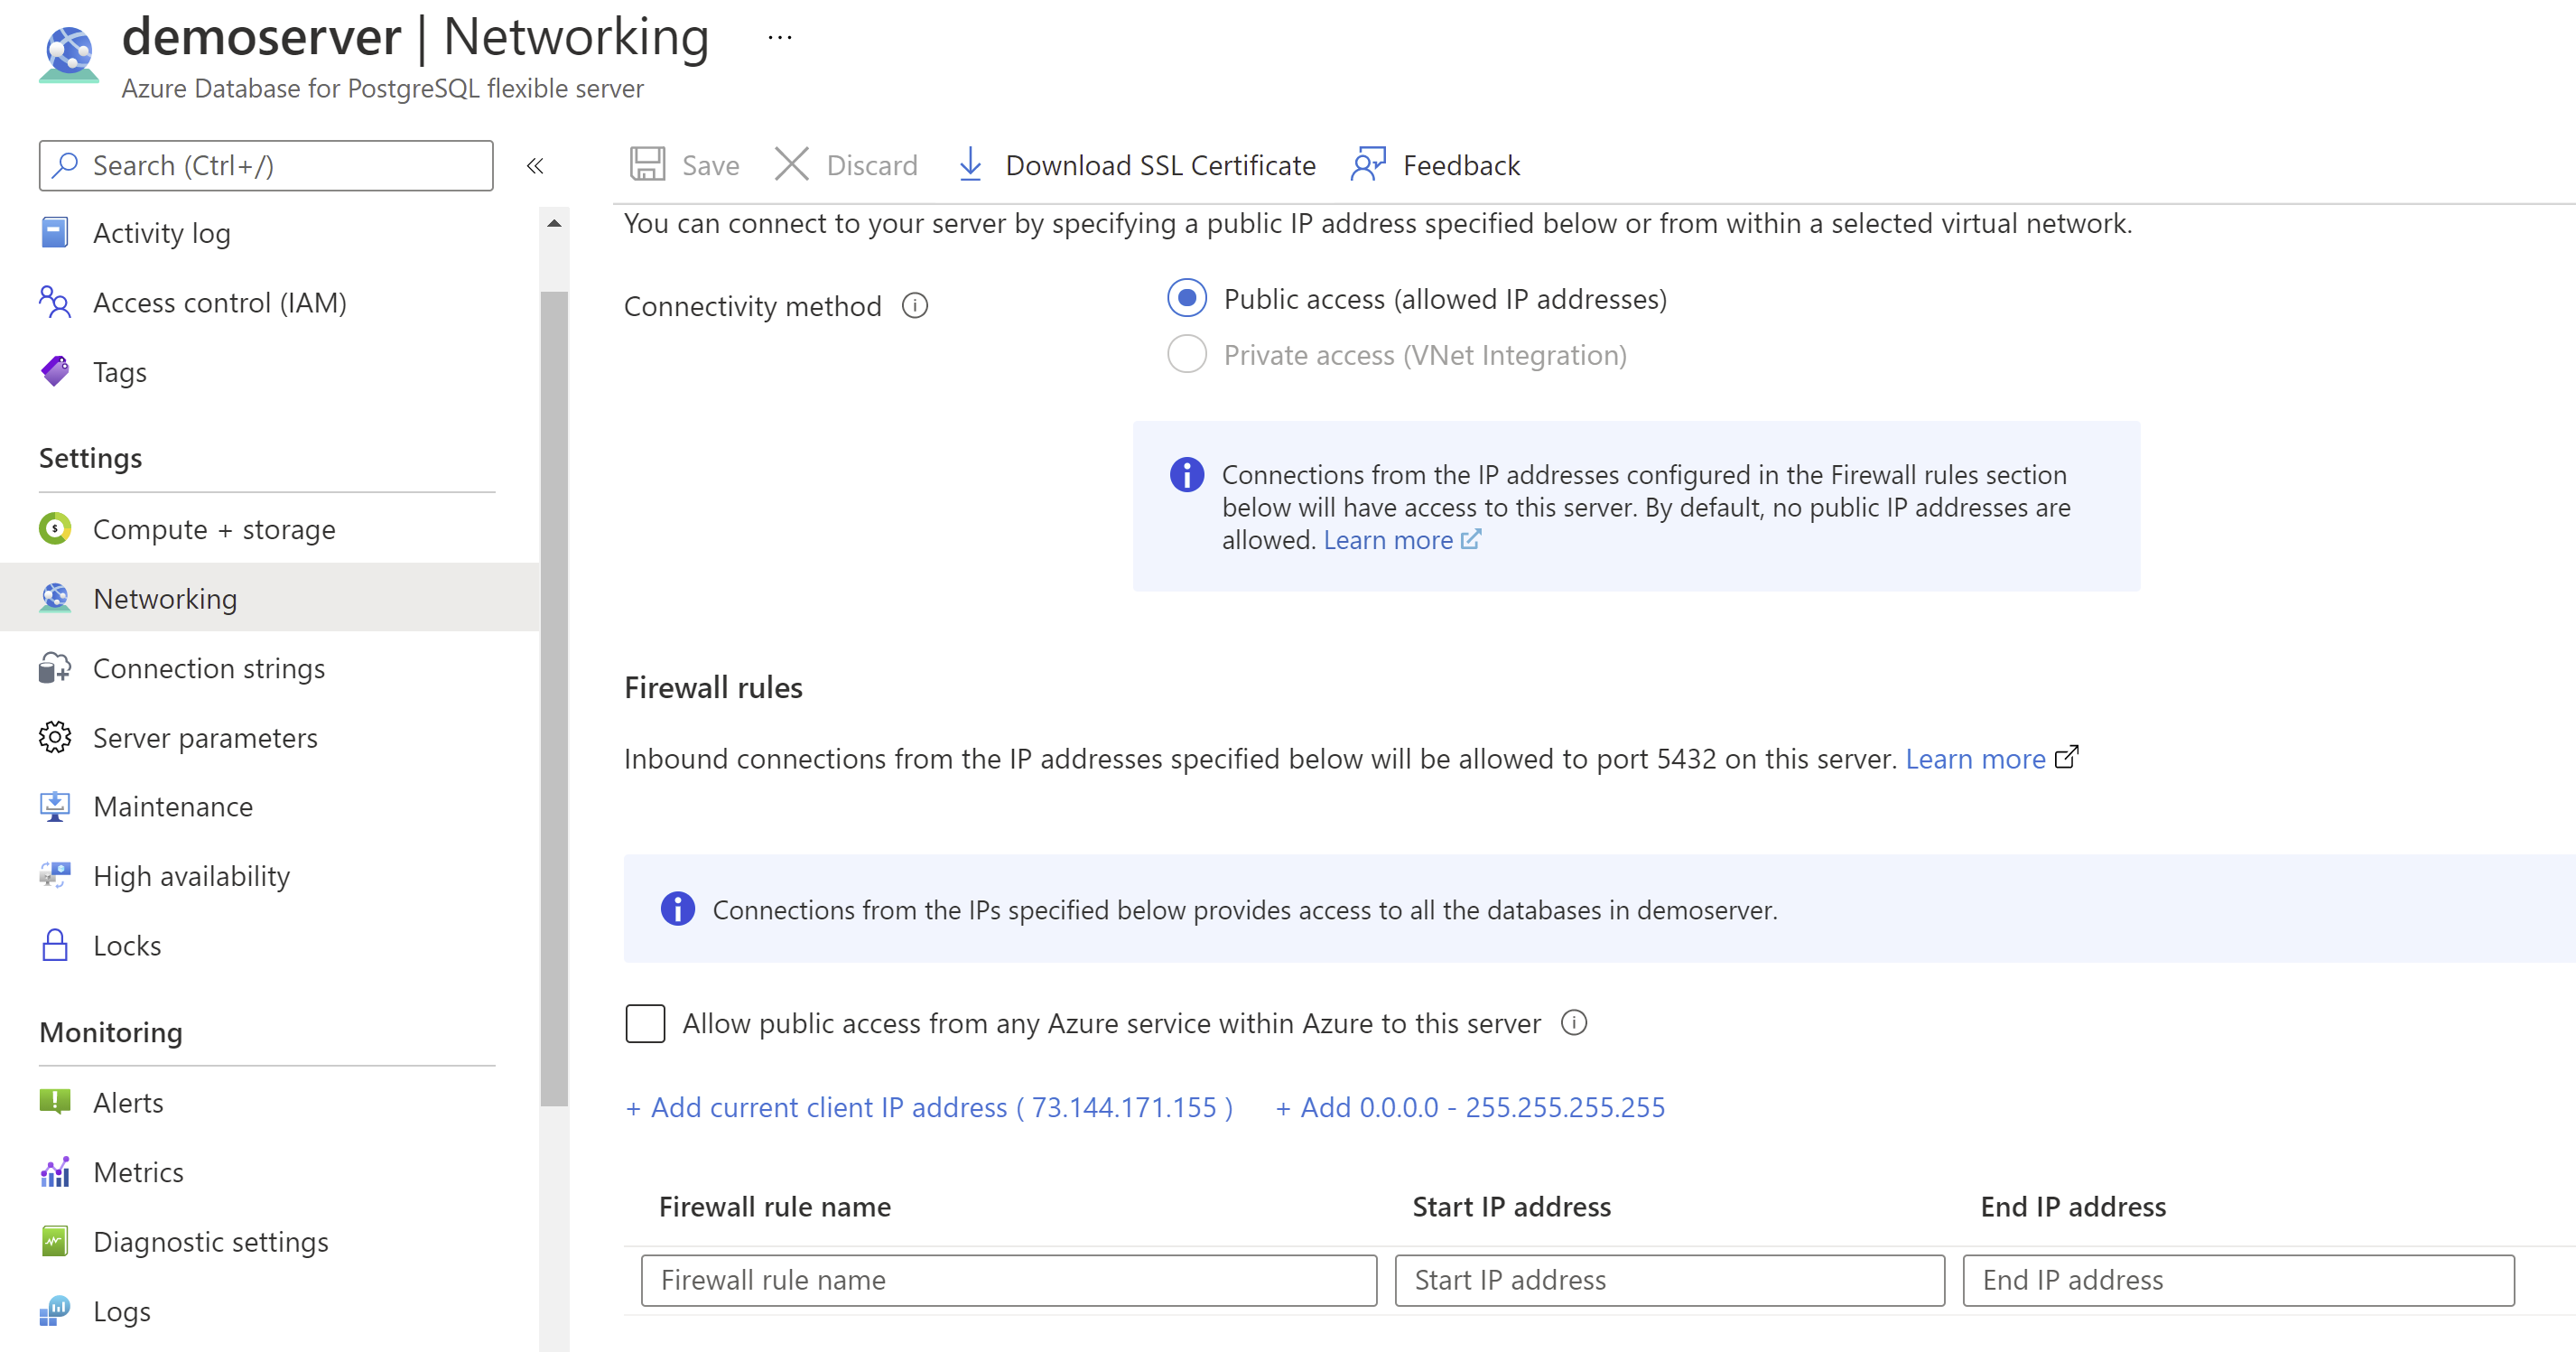 demoserver | Networking ...
Azure Database for PostgreSQL flexible server
Search (Ctrl+/)
«
Activity log
Access control (IAM)
Tags
Settings
Compute + storage
Networking
Connection strings
Server parameters
Maintenance
High availability
Locks
Monitoring
Alerts
Metrics
Diagnostic settings
Logs
Save Discard Download SSL Certificate Feedback
You can connect to your server by specifying a public IP address specified below or from within a selected virtual network.
Connectivity method
Public access (allowed IP addresses)
Private access (VNet Integration)
Connections from the IP addresses configured in the Firewall rules section
below will have access to this server. By default, no public IP addresses are
allowed. Learn more
Firewall rules
Inbound connections from the IP addresses specified below will be allowed to port 5432 on this server. Learn more
Connections from the IPs specified below provides access to all the databases in demoserver.
Allow public access from any Azure service within Azure to this server
+ Add current client IP address ( 73.144.171.155 ) + Add 0.0.0.0 - 255.255.255.255
Firewall rule name Start IP address End IP address
Firewall rule name Start IP address End IP address